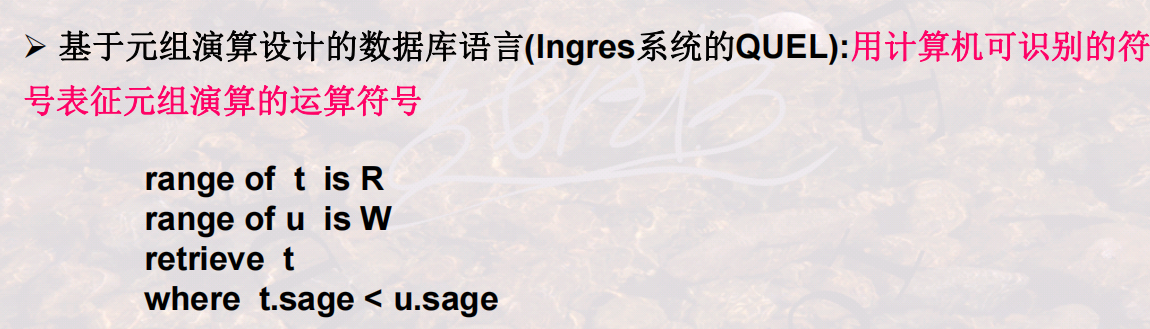 ➢ 基于元组演算设计的数据库语言(Ingres系统的QUEL):用计算机可识别的符
号表征元组演算的运算符号
range of t is R
range of u is W
retrieve t
where t.sage < u.sage